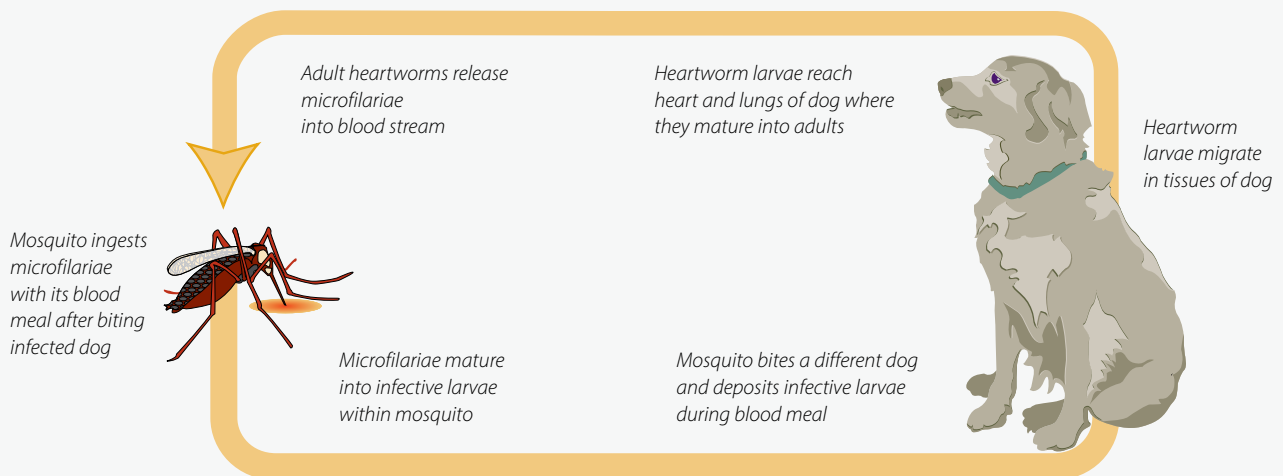 Adult heartworms release
microfilariae
into blood stream
Heartworm larvae reach
heart and lungs of dog where
they mature into adults
Heartworm
larvae migrate
in tissues of dog
Mosquito ingests
microfilariae
with its blood
meal after biting
infected dog
Microfilariae mature
into infective larvae
within mosquito
Mosquito bites a different dog
and deposits infective larvae
during blood meal